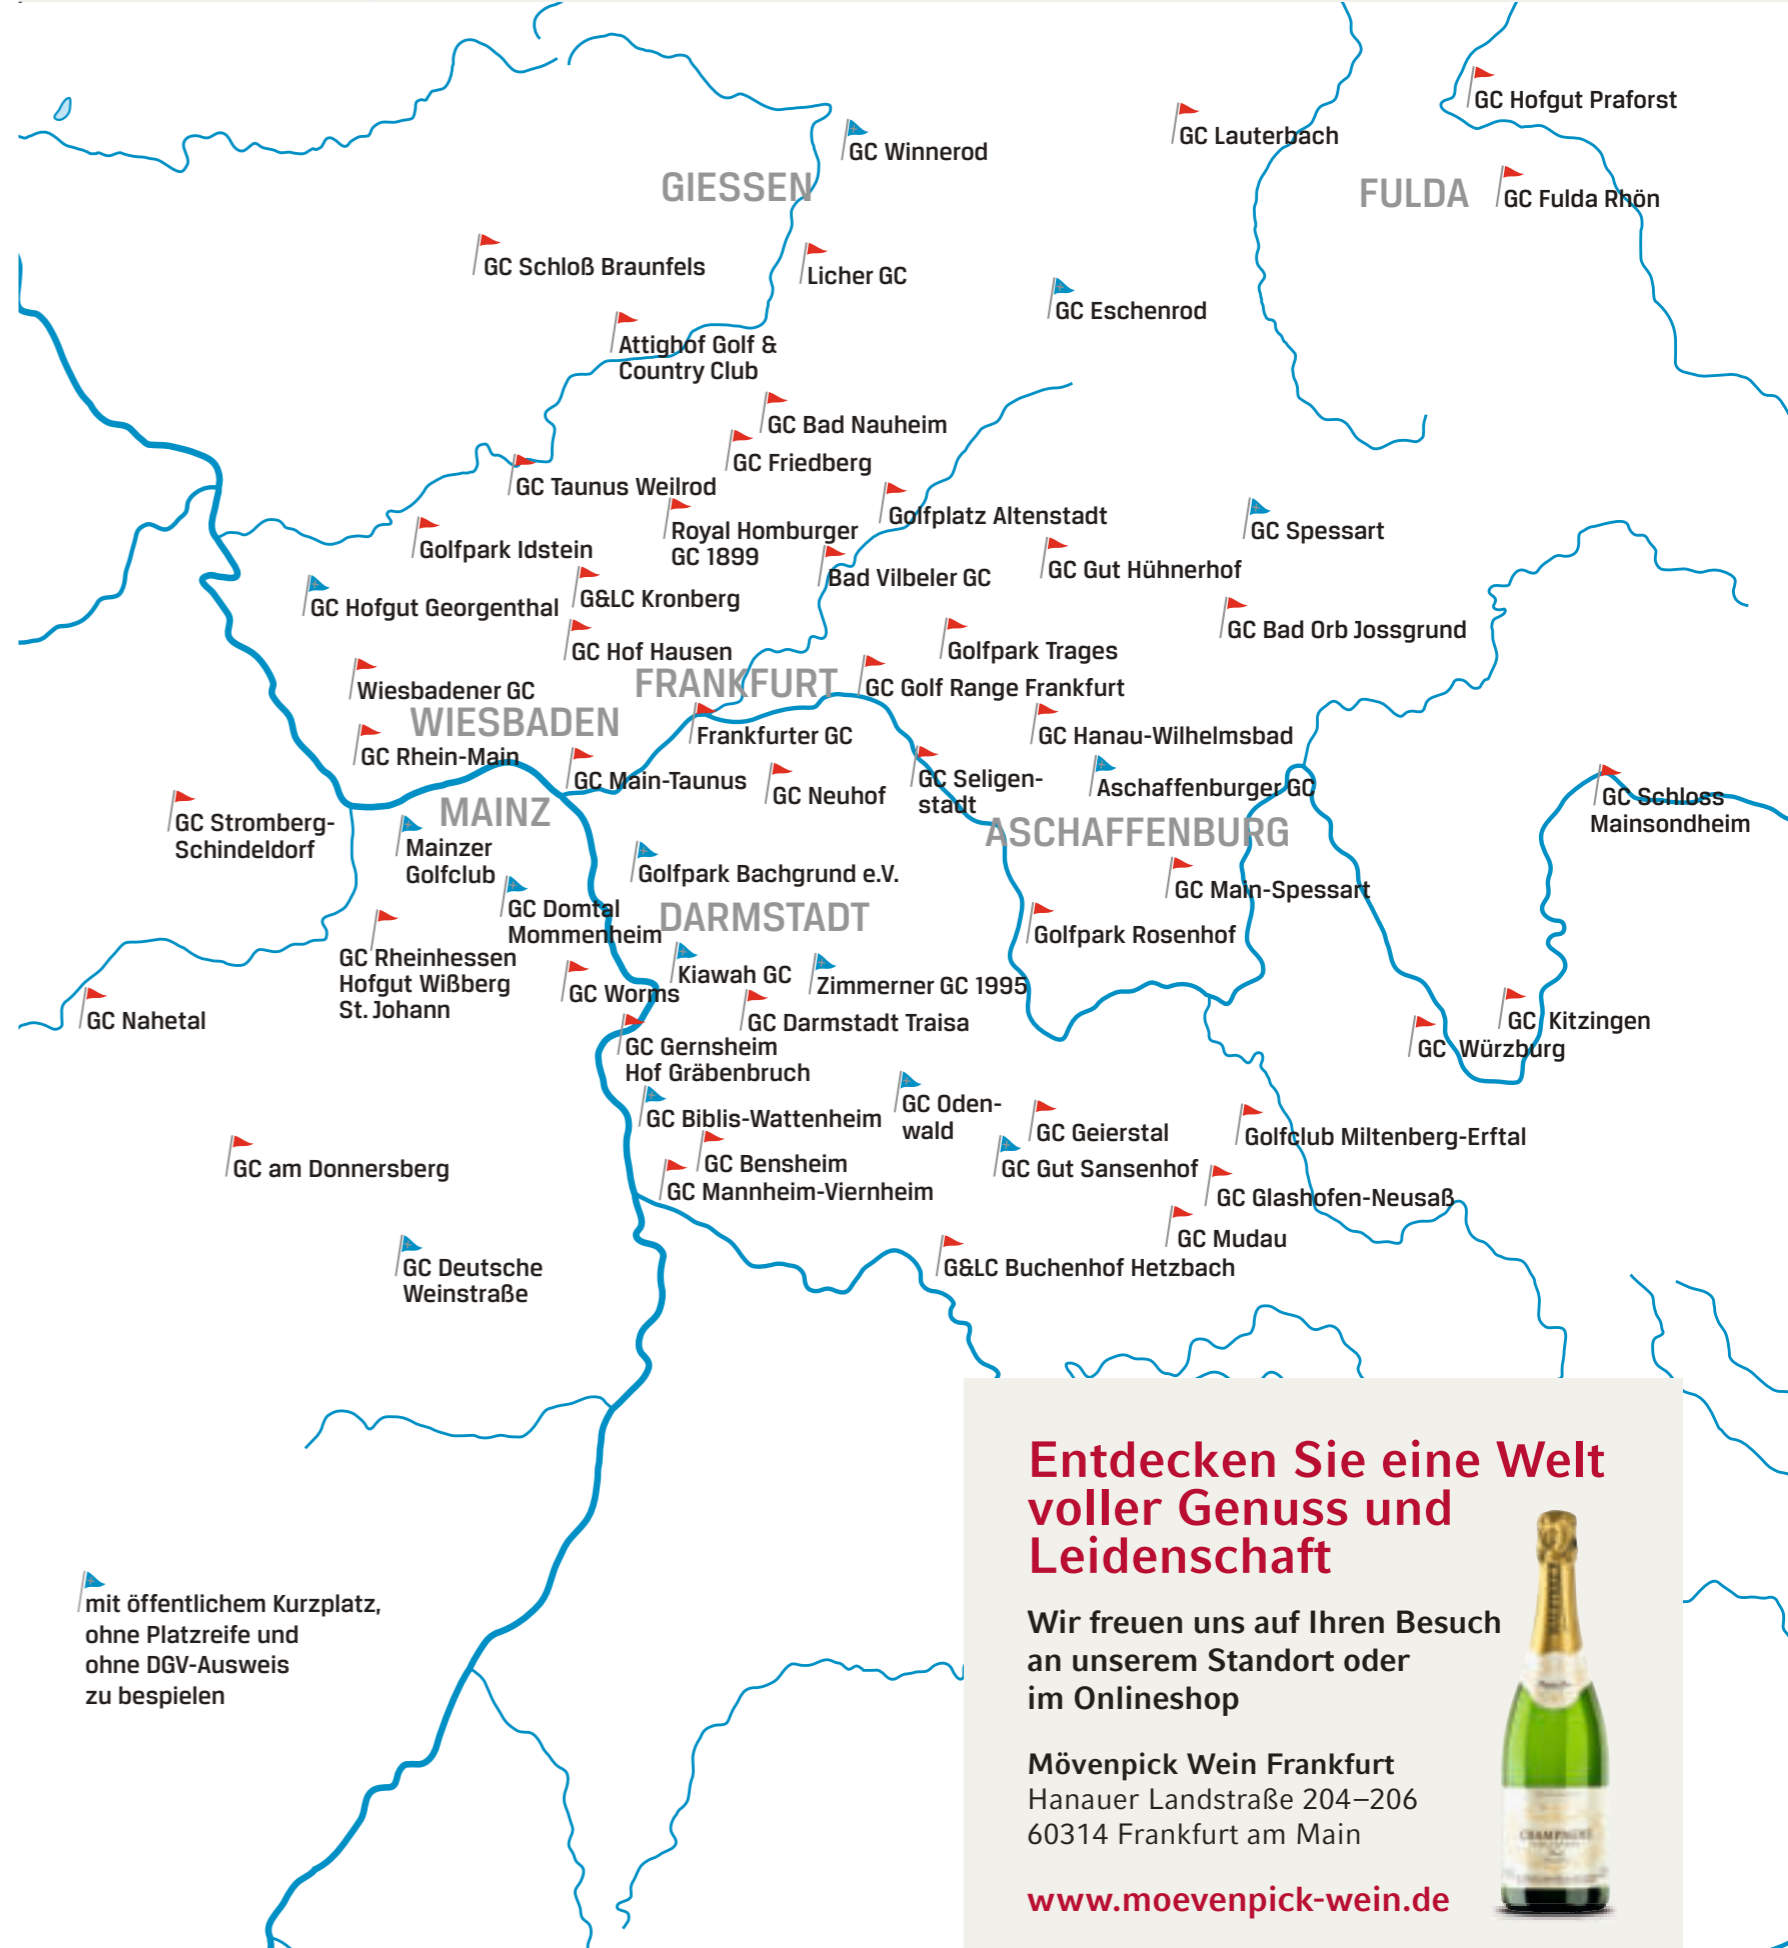 GC Hofgut Praforst
GC Lauterbach
GC Winnerod
GIESSEN
FULDA
GC Fulda Rhön
GC Schloß Braunfels
Licher GC
GC Eschenrod
Attighof Golf &
Country Club
GC Bad Nauheim
GC Friedberg
GC Taunus Weilrod
Golfplatz Altenstadt
Royal Homburger
GC 1899
GC Spessart
Golfpark Idstein
Bad Vilbeler GC
GC Gut Hühnerhof
GC Hofgut Georgenthal
G&LC Kronberg
GC Bad Orb Jossgrund
GC Hof Hausen
Golfpark Trages
FRANKFURT
GC Golf Range Frankfurt
Wiesbadener GC
WIESBADEN
Frankfurter GC
GC Hanau-Wilhelmsbad
GC Rhein-Main
GC Main-Taunus
GC Neuhof
GC Seligen-
stadt
Aschaffenburger GC
GC Schloss
Mainsondheim
MAINZ
GC Stromberg-
Schindeldorf
ASCHAFFENBURG
Mainzer
Golfclub
Golfpark Bachgrund e.V.
GC Main-Spessart
GC Domtal
Mommenheim
DARMSTADT
Golfpark Rosenhof
GC Rheinhessen
Hofgut Wißberg
St. Johann
Kiawah GC
Zimmerner GC 1995
GC Worms
GC Nahetal
GC Darmstadt Traisa
GC Kitzingen
GC Würzburg
GC Gernsheim
Hof Gräbenbruch
GC Biblis-Wattenheim
GC Oden-
wald
GC Geierstal
Golfclub Miltenberg-Erftal
GC am Donnersberg
GC Bensheim
GC Gut Sansenhof
GC Mannheim-Viernheim
GC Glashofen-Neusaß
GC Mudau
GC Deutsche
Weinstraße
G&LC Buchenhof Hetzbach
mit öffentlichem Kurzplatz,
ohne Platzreife und
ohne DGV-Ausweis
zu bespielen
Entdecken Sie eine Welt
voller Genuss und
Leidenschaft
Wir freuen uns auf Ihren Besuch
an unserem Standort oder
im Onlineshop
Mövenpick Wein Frankfurt
Hanauer Landstraße 204–206
60314 Frankfurt am Main
www.moevenpick-wein.de
CHAMPAGNE